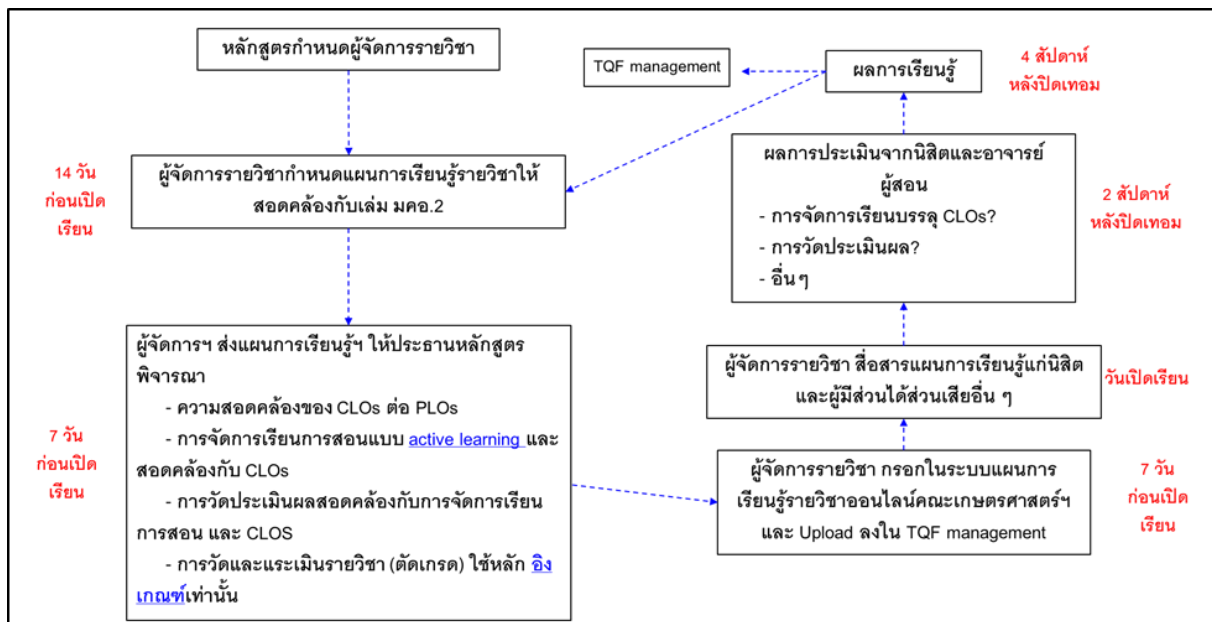 หลักสูตรกำหนดผู้จัดการรายวิชา
14 วัน
ก่อนเปิด
เรียน
ผู้จัดการรายวิชากำหนดแผนการเรียนรู้รายวิชาให้
สอดคล้องกับเล่ม มคอ.2
7 วัน
ก่อนเปิด
เรียน
ผู้จัดการฯ ส่งแผนการเรียนรู้ฯ ให้ประธานหลักสูตร
พิจารณา
- ความสอดคล้องของ CLOs ต่อ PLOs
- การจัดการเรียนการสอนแบบ active learning และ
สอดคล้องกับ CLOs
- การวัดประเมินผลสอดคล้องกับการจัดการเรียน
การสอน และ CLOS
- การวัดและแระเมินรายวิชา (ตัดเกรด) ใช้หลัก อิง
เกณฑ์เท่านั้น
ผู้จัดการรายวิชา กรอกในระบบแผนการ
เรียนรู้รายวิชาออนไลน์คณะเกษตรศาสตร์ฯ
และ Upload ลงใน TQF management
7 วัน
ก่อนเปิด
เรียน
ผู้จัดการรายวิชา สื่อสารแผนการเรียนรู้แก่นิสิต
และผู้มีส่วนได้ส่วนเสียอื่น ๆ
วันเปิดเรียน
ผลการประเมินจากนิสิตและอาจารย์
ผู้สอน
- การจัดการเรียนบรรลุ CLOs?
- การวัดประเมินผล?
- อื่น ๆ
2 สัปดาห์
หลังปิดเทอม
ผลการเรียนรู้
4 สัปดาห์
หลังปิดเทอม
TQF management